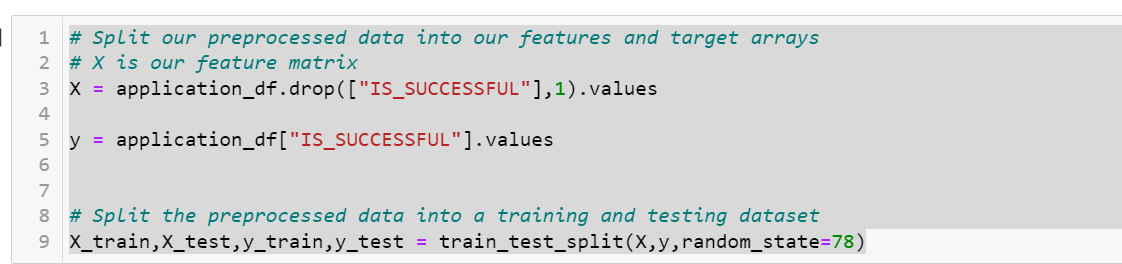 1 # Split our preprocessed data into our features and target arrays
2 # X is our feature matrix
3 X = application_df.drop(["IS_SUCCESSFUL"],1).values
4
5 y = application_df["IS_SUCCESSFUL"].values
6
7
8 # Split the preprocessed data into a training and testing dataset
9 X_train,X_test,y_train,y_test = train_test_split(X,y,random_state=78)